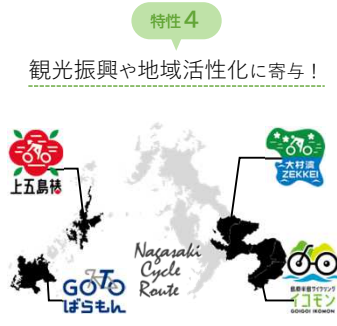 特性4
観光振興や地域活性化に寄与！
上五島椿
大村湾
ZEKKEI
Nagasaki
Cycle
Route
GOTO
ばらもん
島原半島サイクリング
イコモン
GOIGOI IKOMON